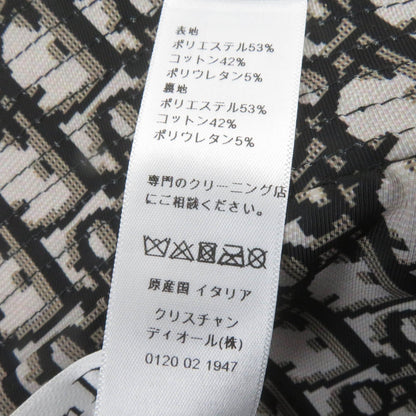 表地
ポリエステル53%
コットン42%
ポリウレタン5%
裏地
ポリエステル53%
コットン42%
ポリウレタン5%
専門のクリーニング店
にご相談ください。
原産国 イタリア
クリスチャン
ディオール(株)
0120 02 1947